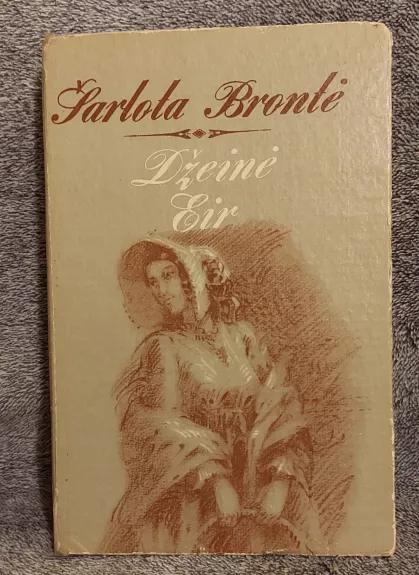 Šarlota Brontė
Džeinė
Eir